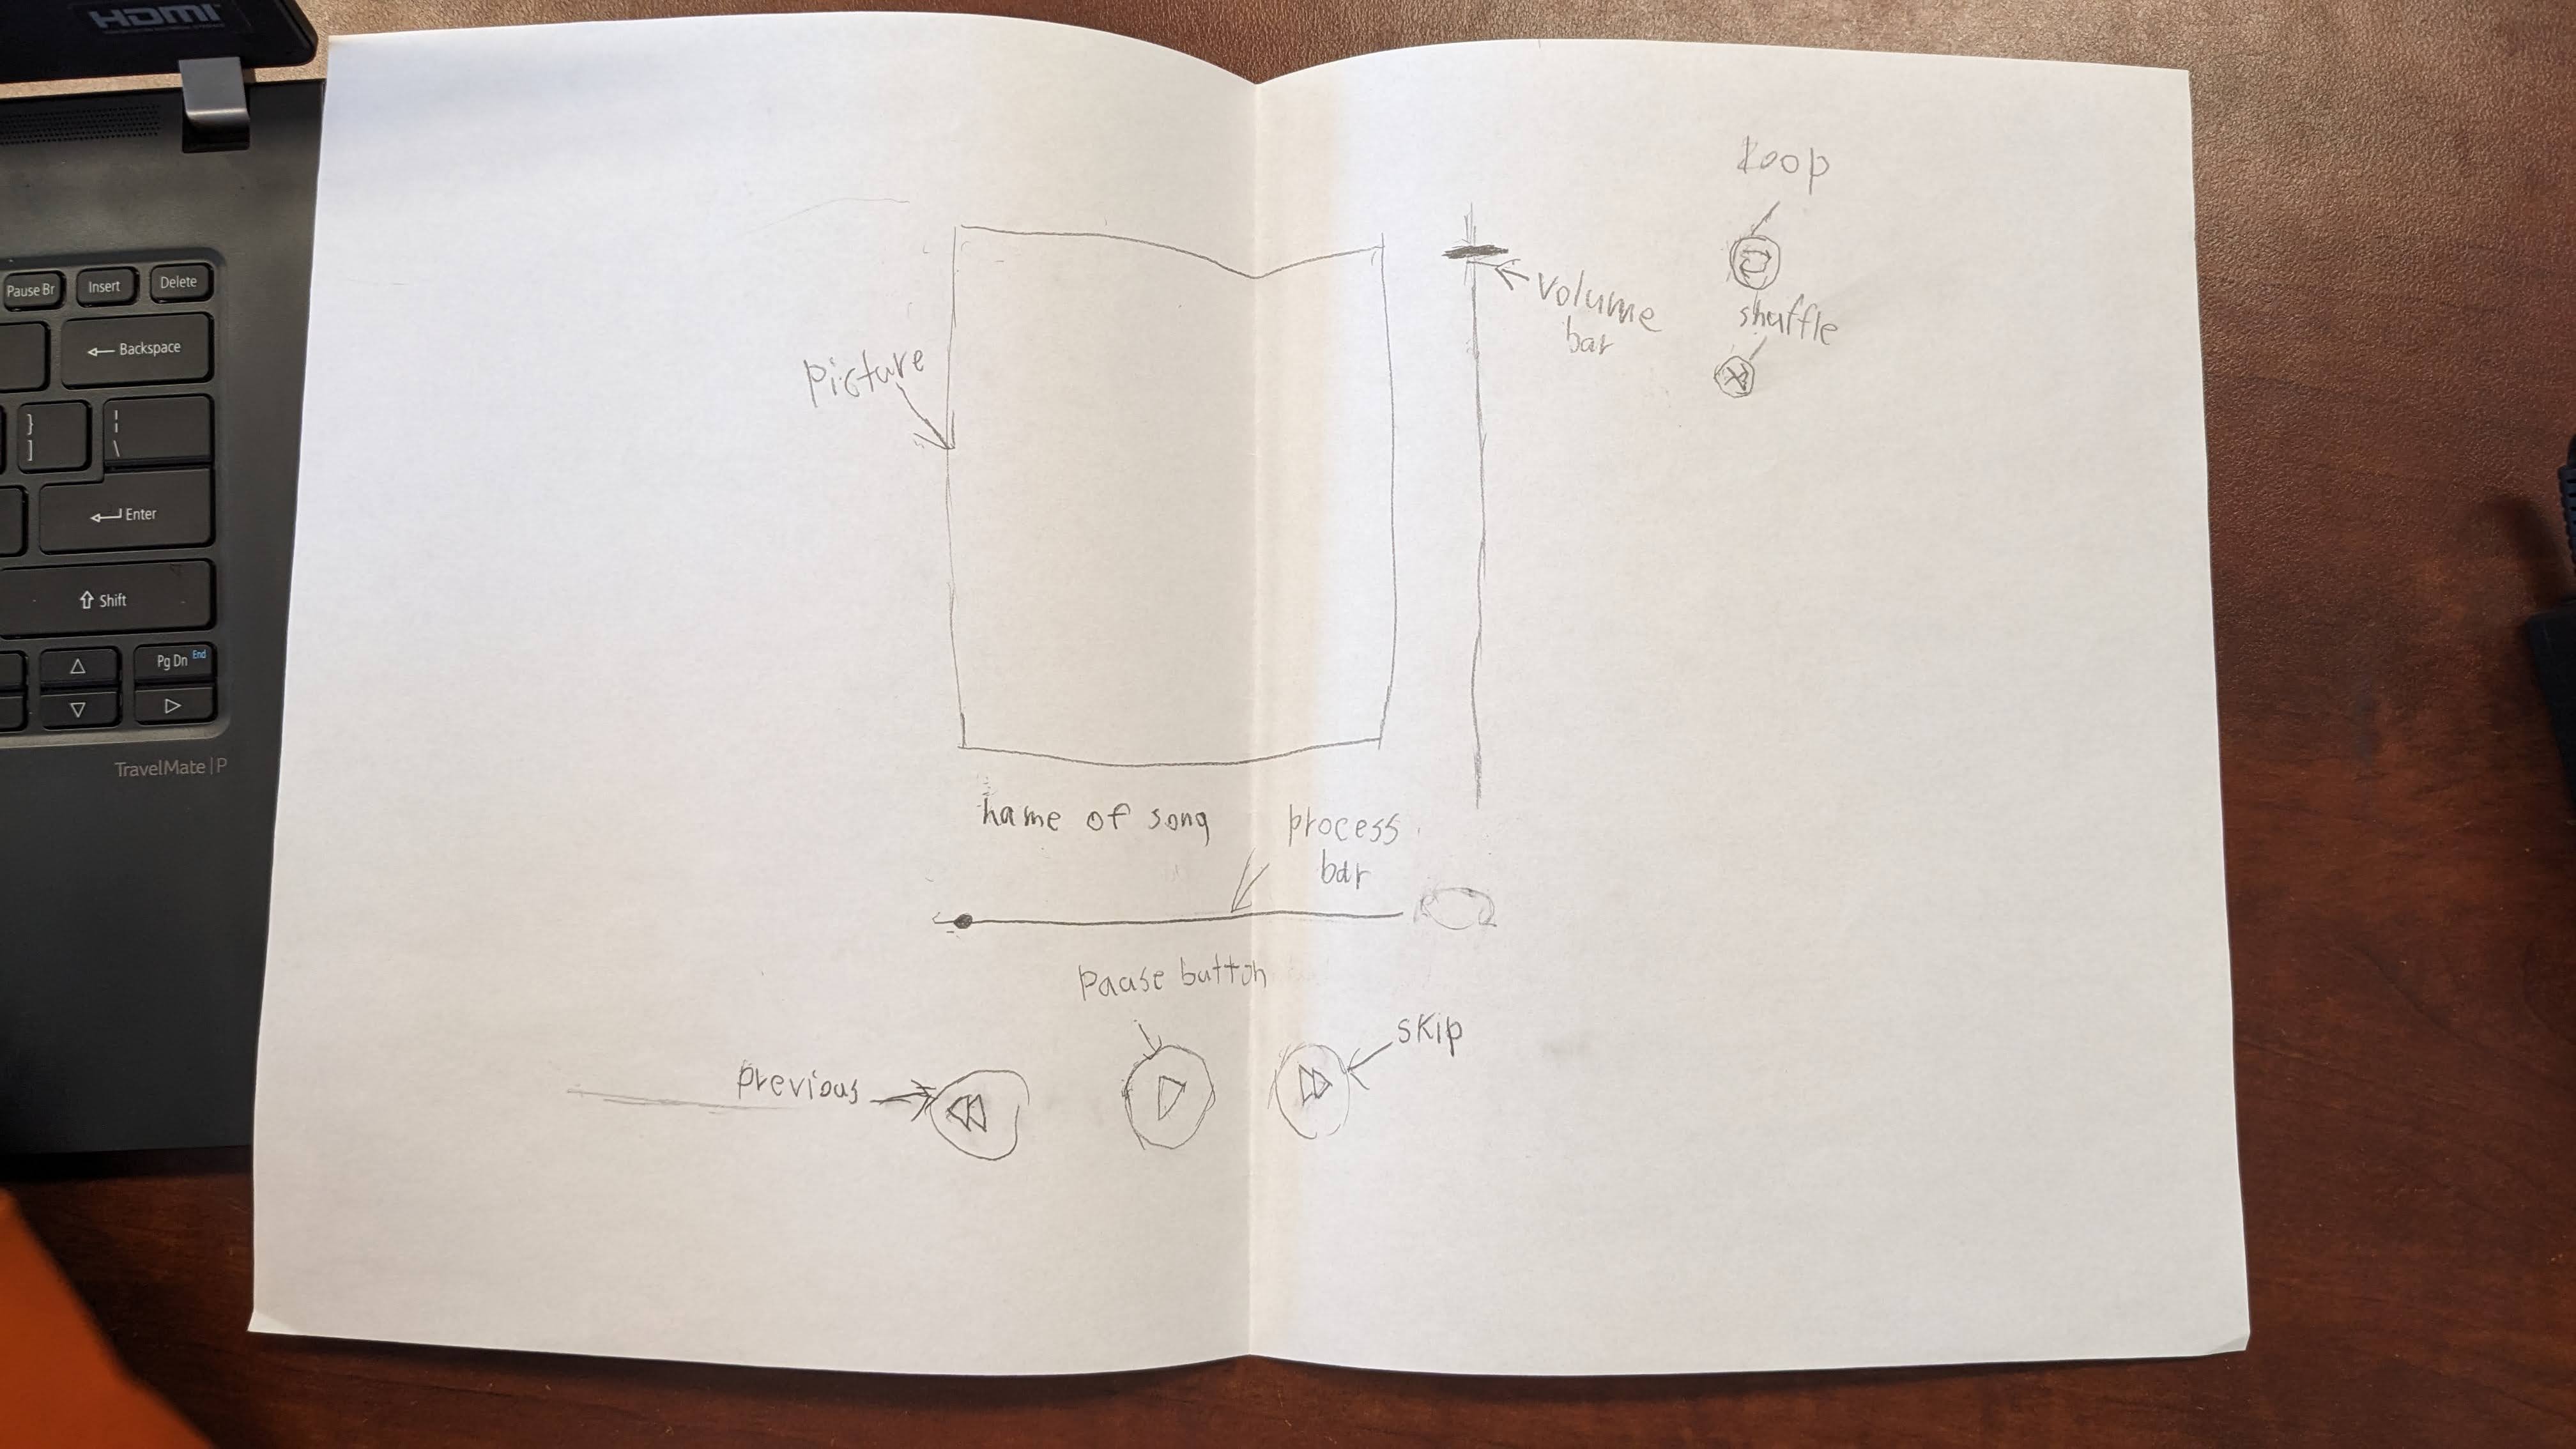 HDMI
Pause Br
Insert
Delete
Backspace
}
]
¦
\
Enter
Shift
Pg Dn End
TravelMate | P
Loop
shuffle
volume
bar
picture
name of song
process
bar
pause button
skip
previous